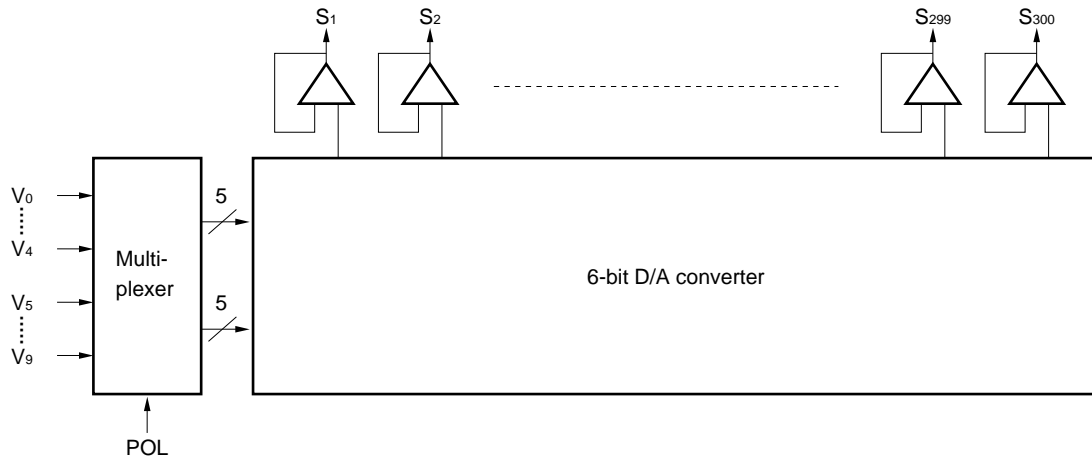 S1
S2
S299
S300
V0
V4
V5
V9
Multi-
plexer
5
5
6-bit D/A converter
POL